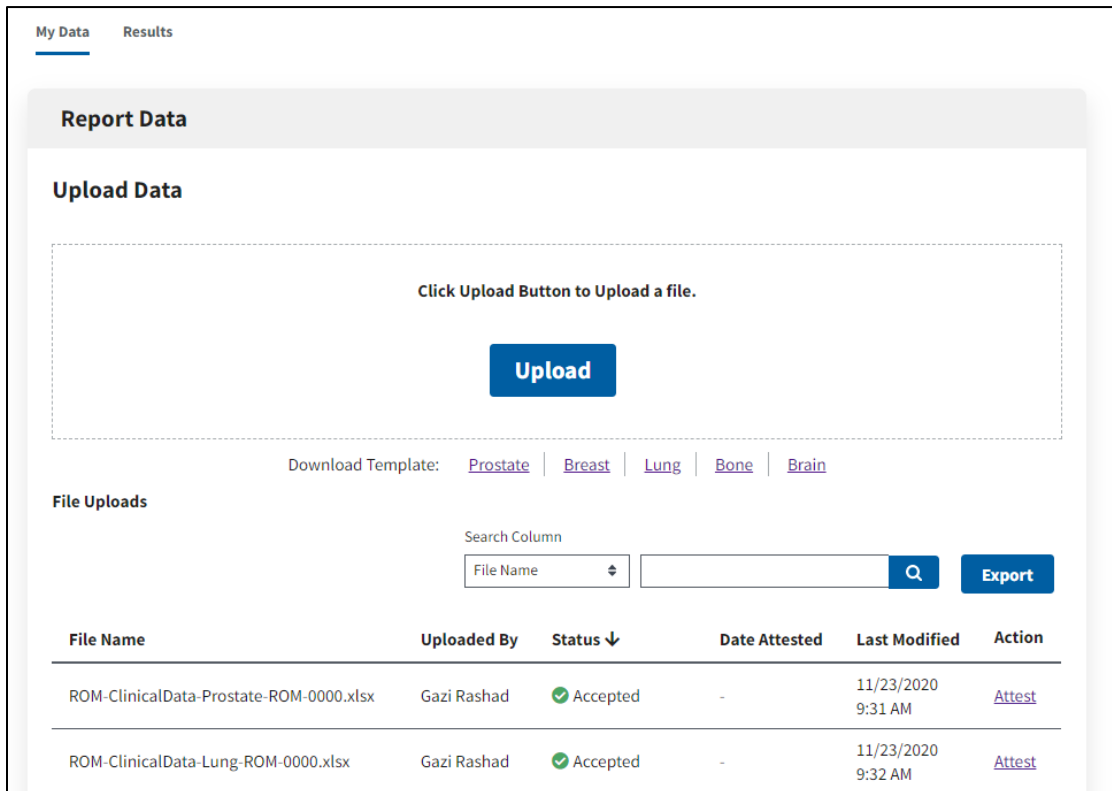 My Data Results
Report Data
Upload Data
Click Upload Button to Upload a file.
Upload
Download Template: Prostate Breast Lung Bone Brain
File Uploads
Search Column
File Name
Export
File Name Uploaded By Status Date Attested Last Modified Action
ROM-ClinicalData-Prostate-ROM-0000.xlsx Gazi Rashad Accepted - 11/23/2020 9:31 AM Attest
ROM-ClinicalData-Lung-ROM-0000.xlsx Gazi Rashad Accepted - 11/23/2020 9:32 AM Attest